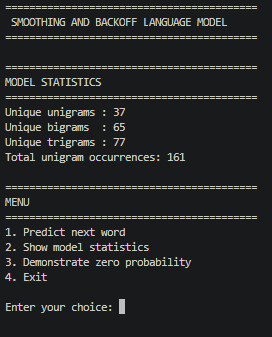 ==========================================
SMOOTHING AND BACKOFF LANGUAGE MODEL
==========================================
==========================================
MODEL STATISTICS
==========================================
Unique unigrams : 37
Unique bigrams  : 65
Unique trigrams : 77
Total unigram occurrences: 161
==========================================
MENU
==========================================
1. Predict next word
2. Show model statistics
3. Demonstrate zero probability
4. Exit
Enter your choice: